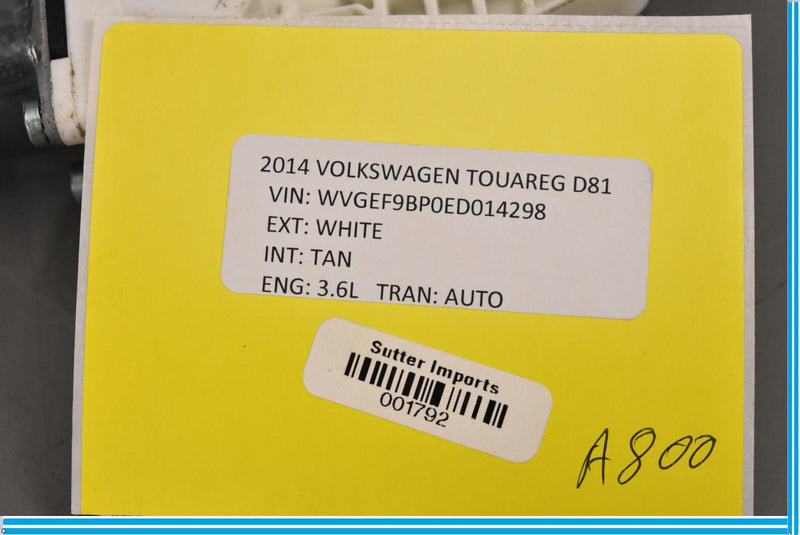 2014 VOLKSWAGEN TOUAREG D81
VIN: WVGEF9BP0ED014298
EXT: WHITE
INT: TAN
ENG: 3.6L TRAN: AUTO
Sutter Imports
001792
A800